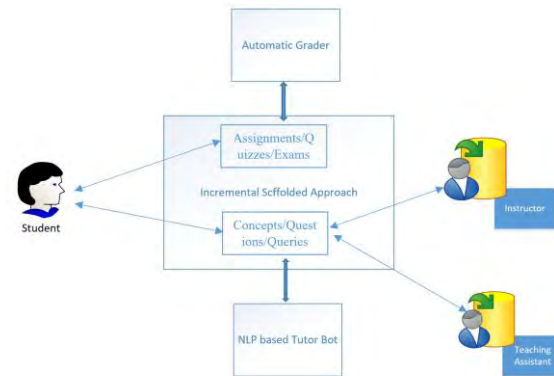 Automatic Grader
Assignments/Q
uizzes/Exams
Incremental Scffolded Approach
Student
Concepts/Quest
ions/Queries
Instructor
NLP based Tutor Bot
Teaching
Assistant